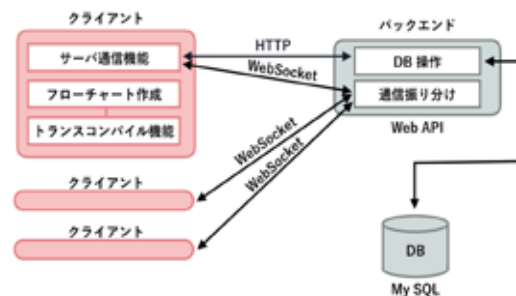 クライアント
サーバ通信機能
フローチャート作成
トランスコンパイル機能
HTTP
WebSocket
バックエンド
DB 操作
通信振り分け
Web API
WebSocket
WebSocket
クライアント
クライアント
DB
My SQL